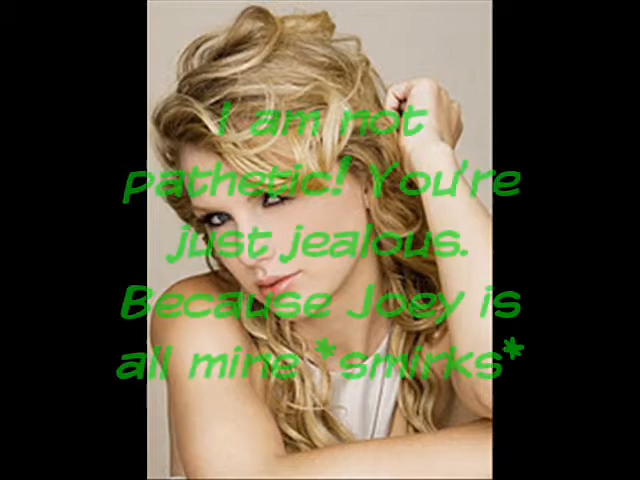 I am not
pathetic! You're
just jealous.
Because Joey is
all mine *smirks*